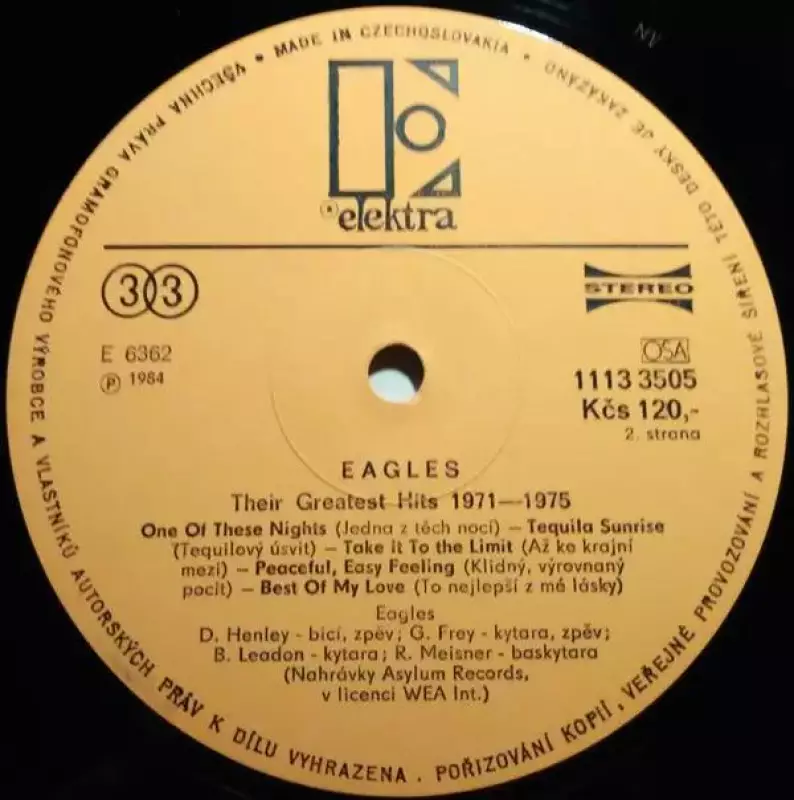 VŠECHNA PRÁVA GRAMOFONOVÉHO VÝROBCE A VLASTNÍKŮ AUTORSKÝCH PRÁV K DÍLU VYHRAZENA . POŘIZOVÁNÍ KOPIÍ, VEŘEJNÉ PROVOZOVÁNÍ A ROZHLASOVÉ ŠÍŘENÍ TÉTO DESKY JE ZAKÁZÁNO • MADE IN CZECHOSLOVAKIA •
elektra
33
STEREO
E 6362
℗ 1984
OSA
1113 3505
Kčs 120,-
2. strana
EAGLES
Their Greatest Hits 1971—1975
One Of These Nights (Jedna z těch nocí) – Tequila Sunrise
(Tequilový úsvit) – Take it To the Limit (Až ke krajní
mezi) – Peaceful, Easy Feeling (Klidný, výrovnaný
pocit) – Best Of My Love (To nejlepší z mé lásky)
Eagles
D. Henley - bicí, zpěv; G. Frey - kytara, zpěv;
B. Leadon - kytara; R. Meisner - baskytara
(Nahrávky Asylum Records,
v licenci WEA Int.)